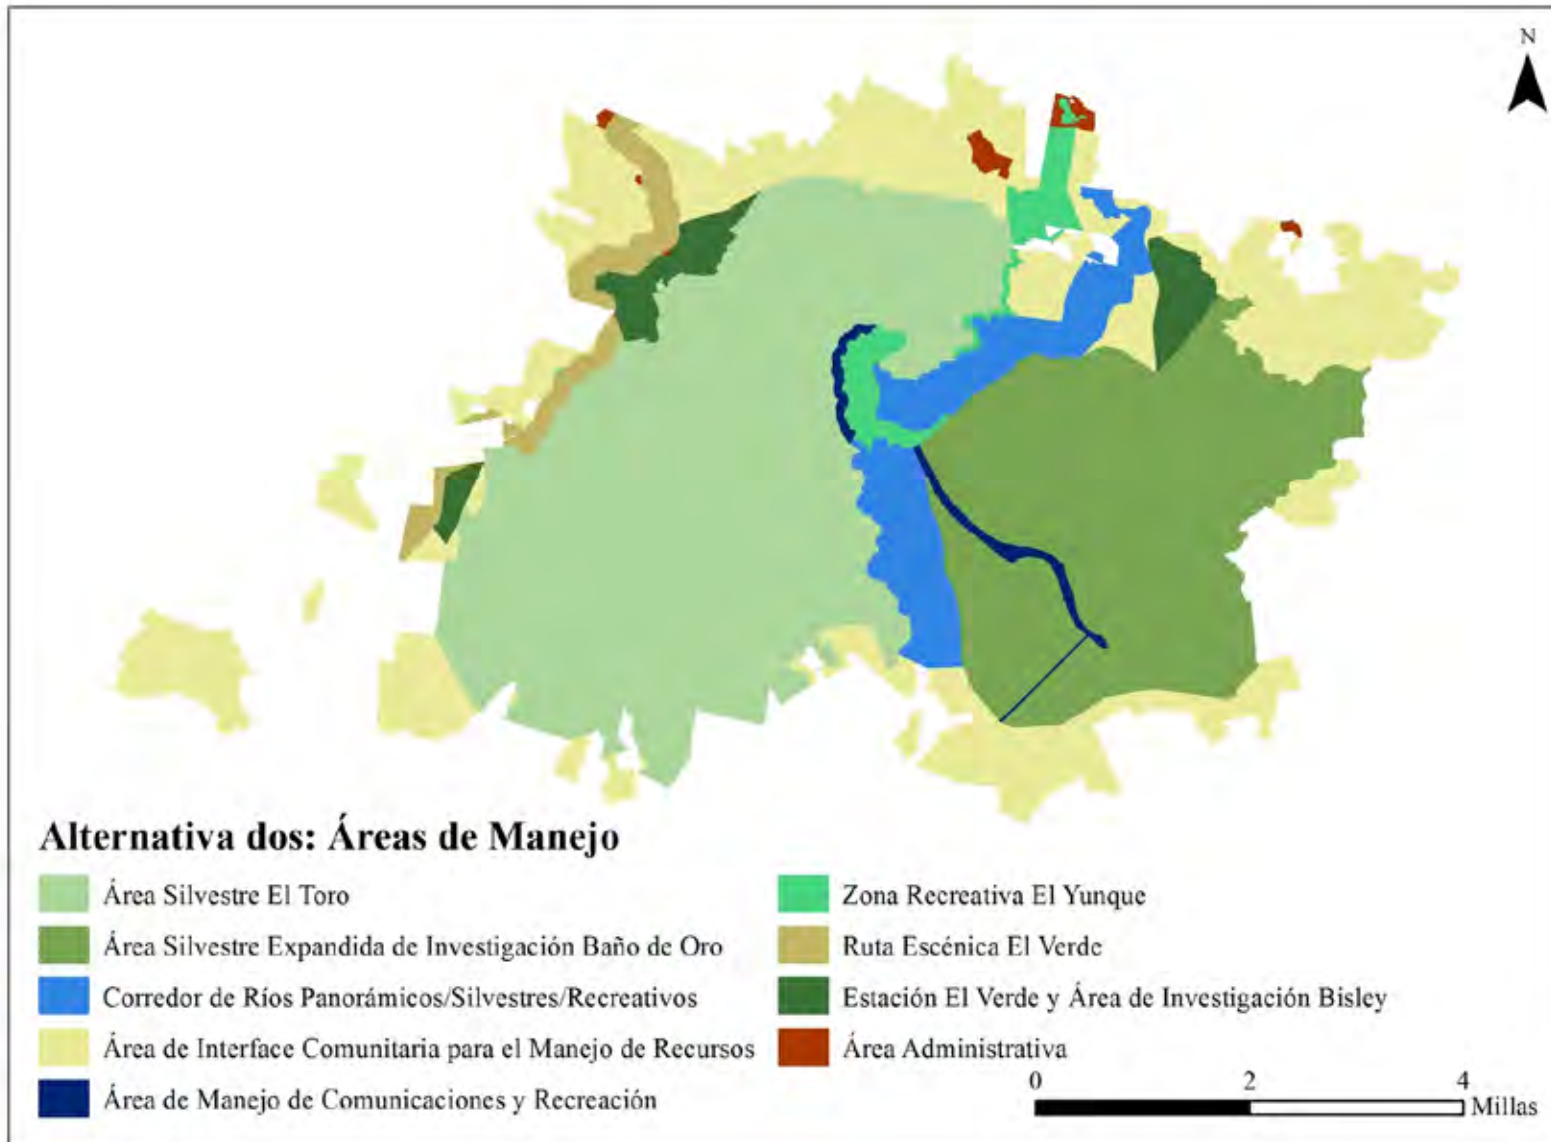 N
Alternativa dos: Áreas de Manejo
Área Silvestre El Toro
Área Silvestre Expandida de Investigación Baño de Oro
Corredor de Ríos Panorámicos/Silvestres/Recreativos
Área de Interface Comunitaria para el Manejo de Recursos
Área de Manejo de Comunicaciones y Recreación
Zona Recreativa El Yunque
Ruta Escénica El Verde
Estación El Verde y Área de Investigación Bisley
Área Administrativa
0 2 4
Millas